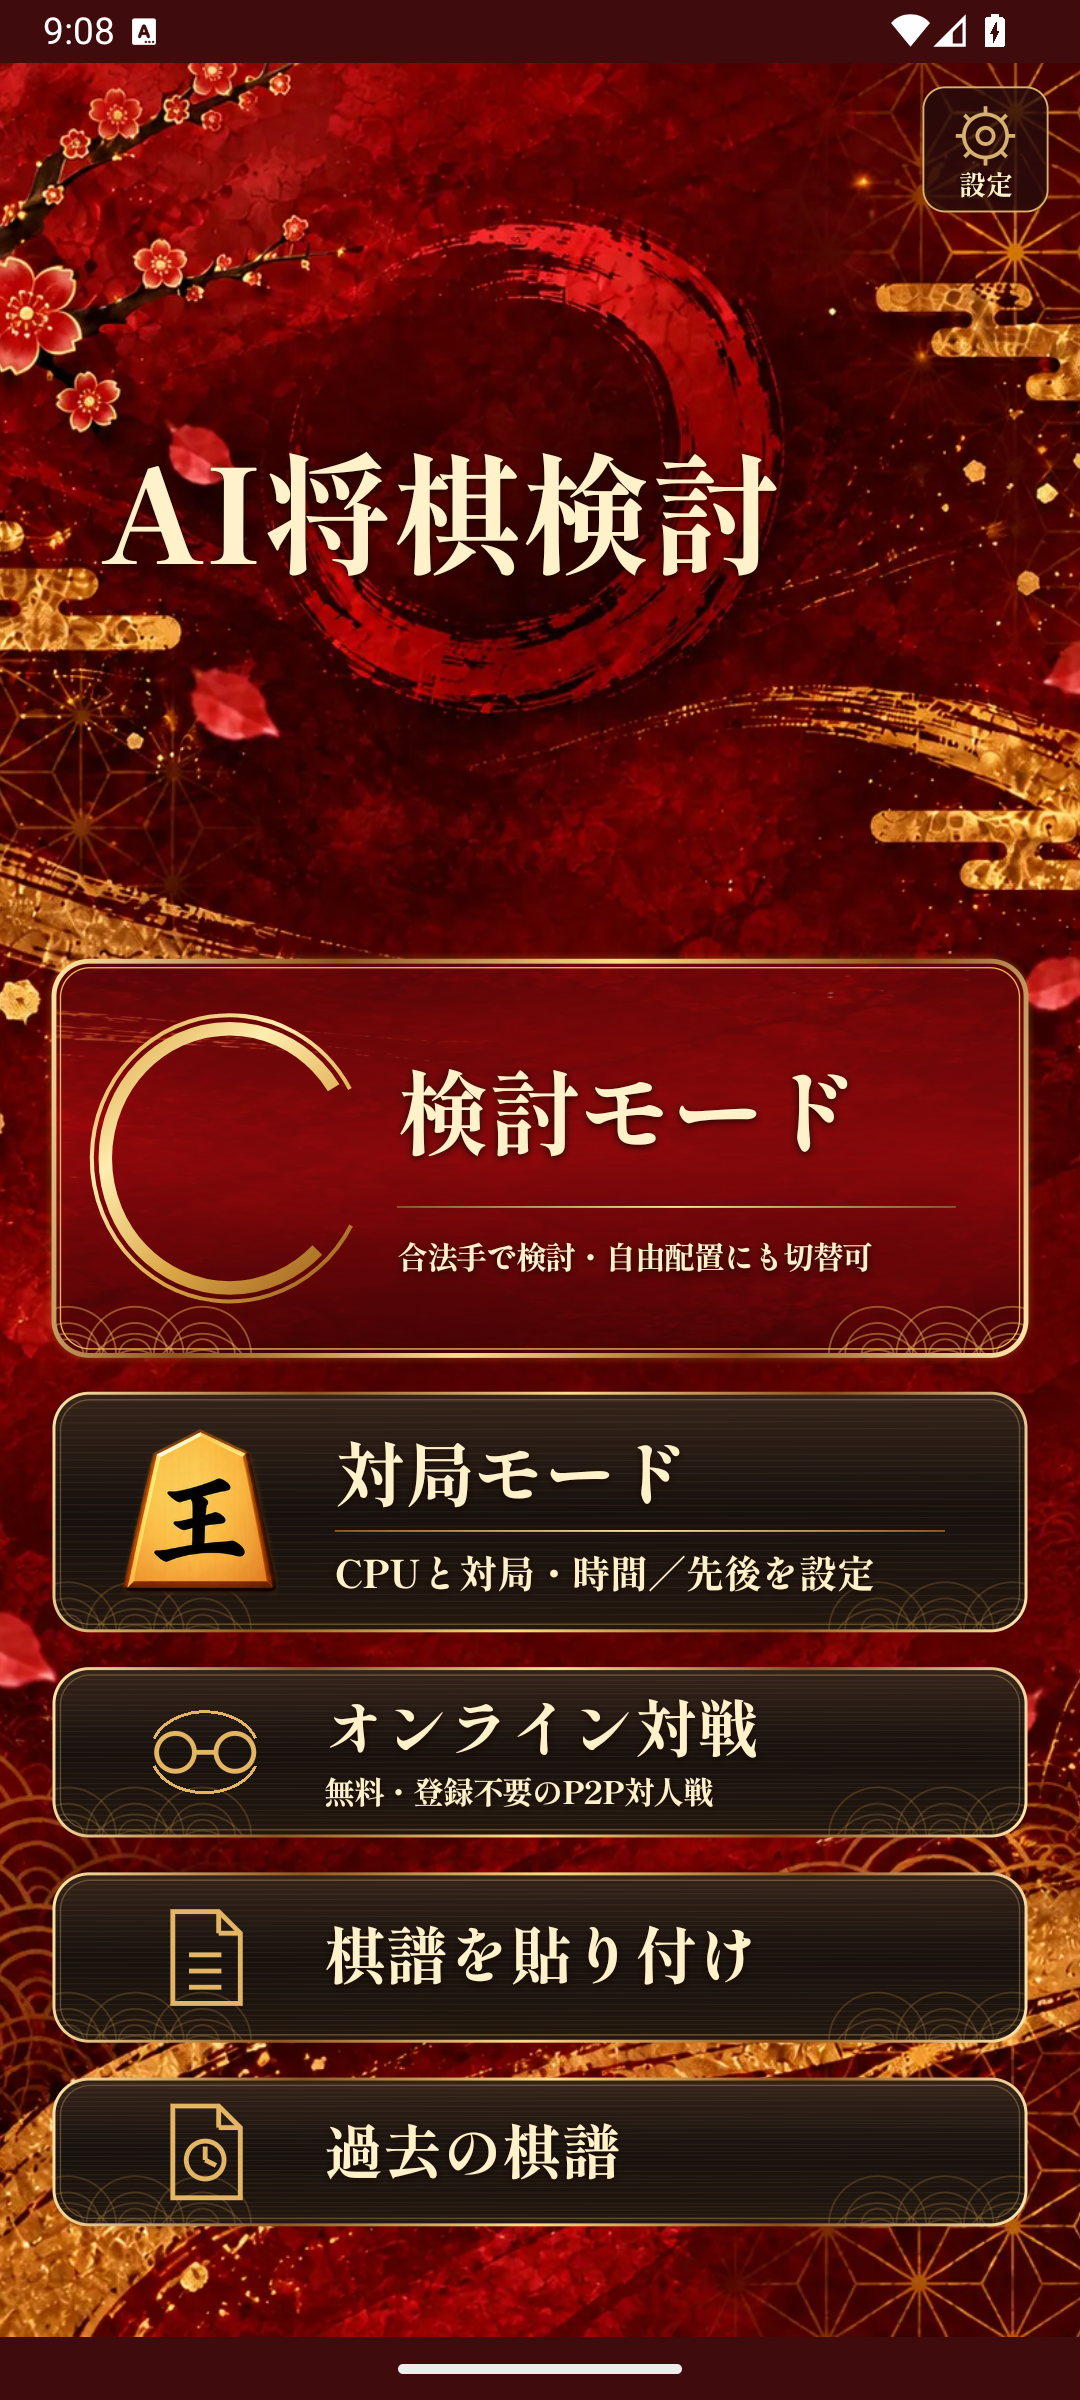 9:08
設定
AI将棋検討
検討モード
合法手で検討・自由配置にも切替可
王
対局モード
CPUと対局・時間／先後を設定
オンライン対戦
無料・登録不要のP2P対人戦
棋譜を貼り付け
過去の棋譜